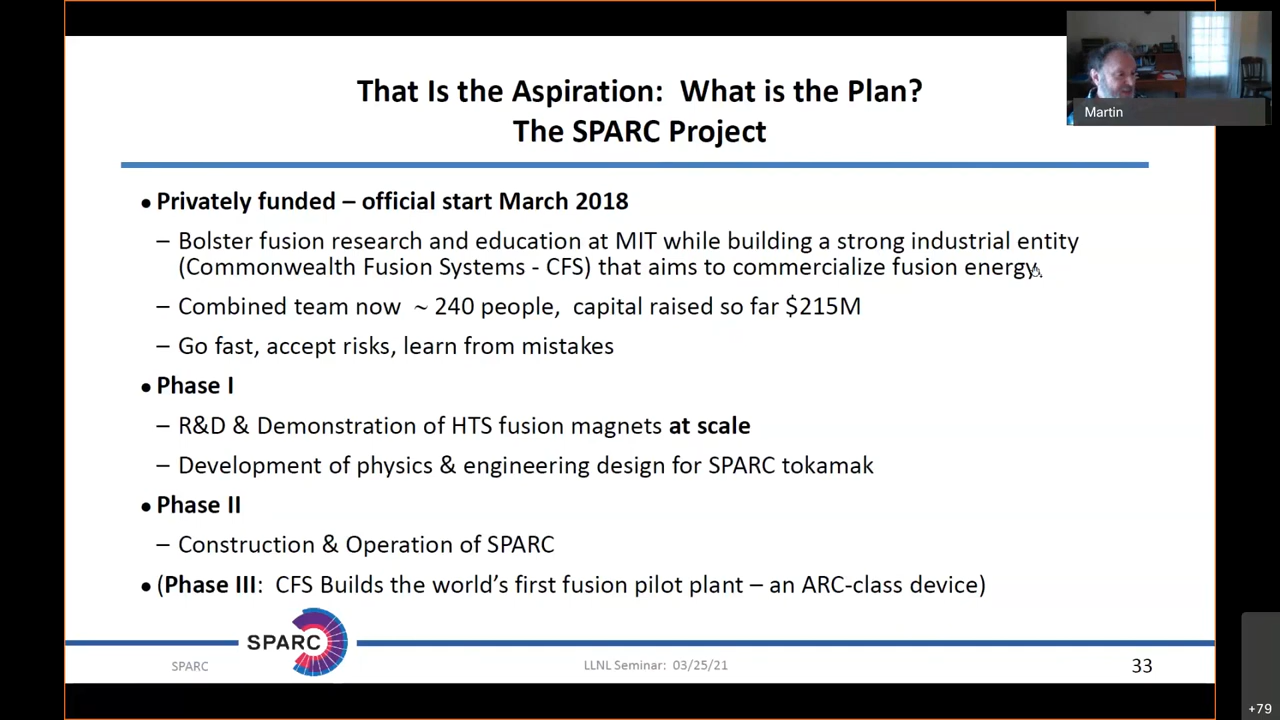 That Is the Aspiration:  What is the Plan?
The SPARC Project
Martin
• Privately funded – official start March 2018
– Bolster fusion research and education at MIT while building a strong industrial entity
(Commonwealth Fusion Systems - CFS) that aims to commercialize fusion energy.
– Combined team now  ~ 240 people,  capital raised so far $215M
– Go fast, accept risks, learn from mistakes
• Phase I
– R&D & Demonstration of HTS fusion magnets at scale
– Development of physics & engineering design for SPARC tokamak
• Phase II
– Construction & Operation of SPARC
• (Phase III:  CFS Builds the world’s first fusion pilot plant – an ARC-class device)
SPARC
SPARC
LLNL Seminar:  03/25/21
33
+79